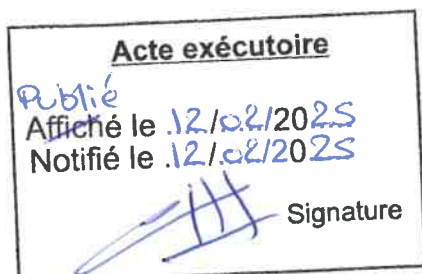 Acte exécutoire
Publié
Affiché le .12/02/2025
Notifié le .12/02/2025
Signature